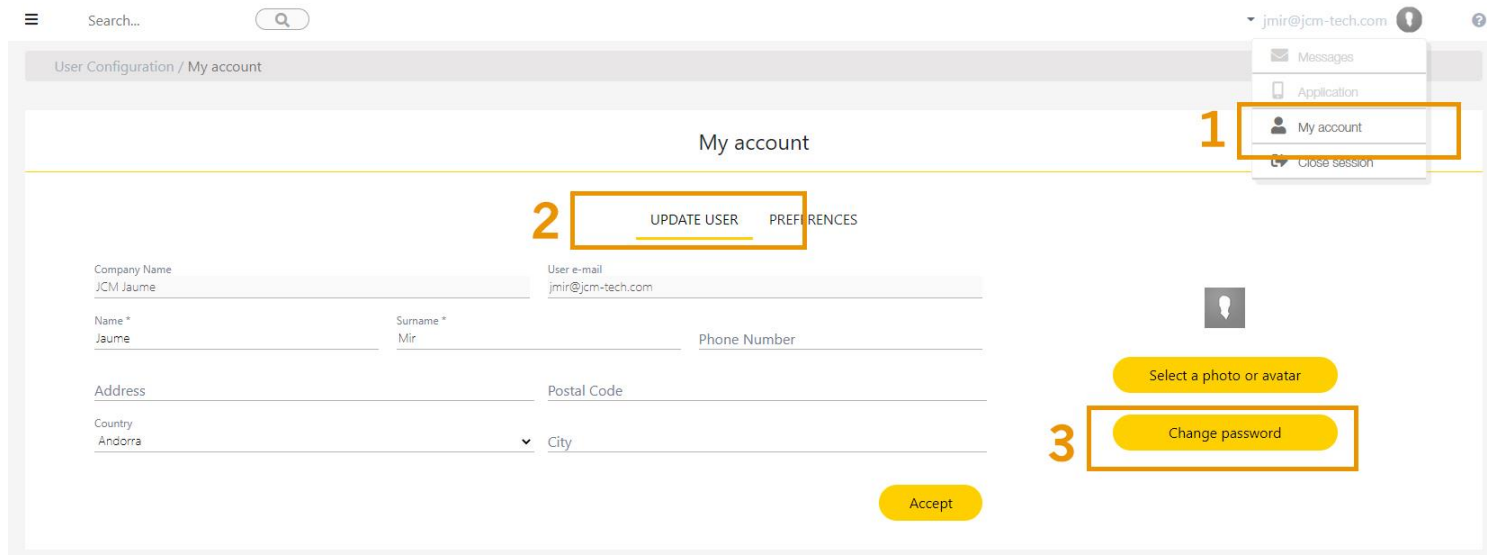 Search...
jmir@jcm-tech.com
User Configuration / My account
Messages
Application
1
My account
Close session
My account
2
UPDATE USER PREFERENCES
Company Name
JCM Jaume
User e-mail
jmir@jcm-tech.com
Name *
Jaume
Surname *
Mir
Phone Number
Select a photo or avatar
Address
Postal Code
Country
Andorra
City
3
Change password
Accept